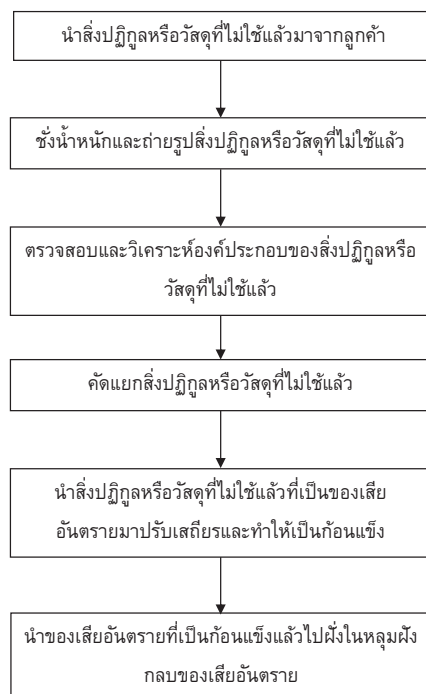 นำสิ่งปฏิกูลหรือวัสดุที่ไม่ใช้แล้วมาจากลูกค้า
ชั่งน้ำหนักและถ่ายรูปสิ่งปฏิกูลหรือวัสดุที่ไม่ใช้แล้ว
ตรวจสอบและวิเคราะห์องค์ประกอบของสิ่งปฏิกูลหรือ
วัสดุที่ไม่ใช้แล้ว
คัดแยกสิ่งปฏิกูลหรือวัสดุที่ไม่ใช้แล้ว
นำสิ่งปฏิกูลหรือวัสดุที่ไม่ใช้แล้วที่เป็นของเสีย
อันตรายมาปรับเสถียรและทำให้เป็นก้อนแข็ง
นำของเสียอันตรายที่เป็นก้อนแข็งแล้วไปฝั่งในหลุมฝัง
กลบของเสียอันตราย